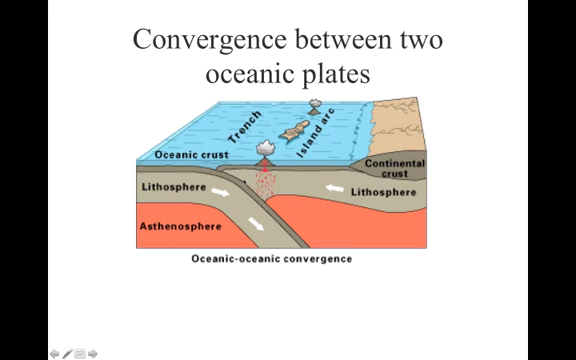 Convergence between two
oceanic plates
Trench
Island arc
Oceanic crust
Continental
crust
Lithosphere
Lithosphere
Asthenosphere
Oceanic-oceanic convergence